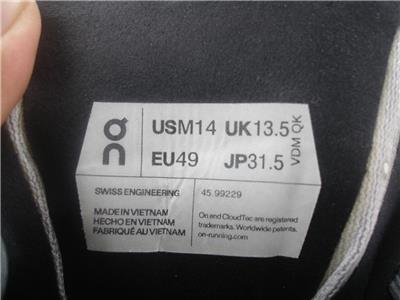 on
USM14 UK13.5
EU49 JP31.5
VDM QK
SWISS ENGINEERING 45.99229
MADE IN VIETNAM
HECHO EN VIETNAM
FABRIQUÉ AU VIETNAM
On and CloudTec are registered
trademarks. Worldwide patents.
on-running.com